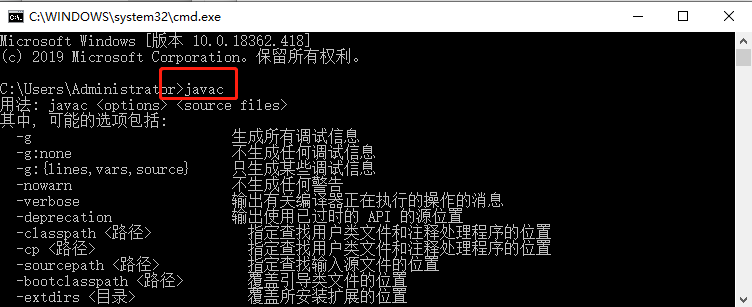 C:\WINDOWS\system32\cmd.exe
Microsoft Windows [版本 10.0.18362.418]
(c) 2019 Microsoft Corporation。保留所有权利。
C:\Users\Administrator>javac
用法: javac <options> <source files>
其中, 可能的选项包括:
-g 生成所有调试信息
-g:none 不生成任何调试信息
-g:{lines,vars,source} 只生成某些调试信息
-nowarn 不生成任何警告
-verbose 输出有关编译器正在执行的操作的消息
-deprecation 输出使用已过时的 API 的源位置
-classpath <路径> 指定查找用户类文件和注释处理程序的位置
-cp <路径> 指定查找用户类文件和注释处理程序的位置
-sourcepath <路径> 指定查找输入源文件的位置
-bootclasspath <路径> 覆盖引导类文件的位置
-extdirs <目录> 覆盖所安装扩展的位置